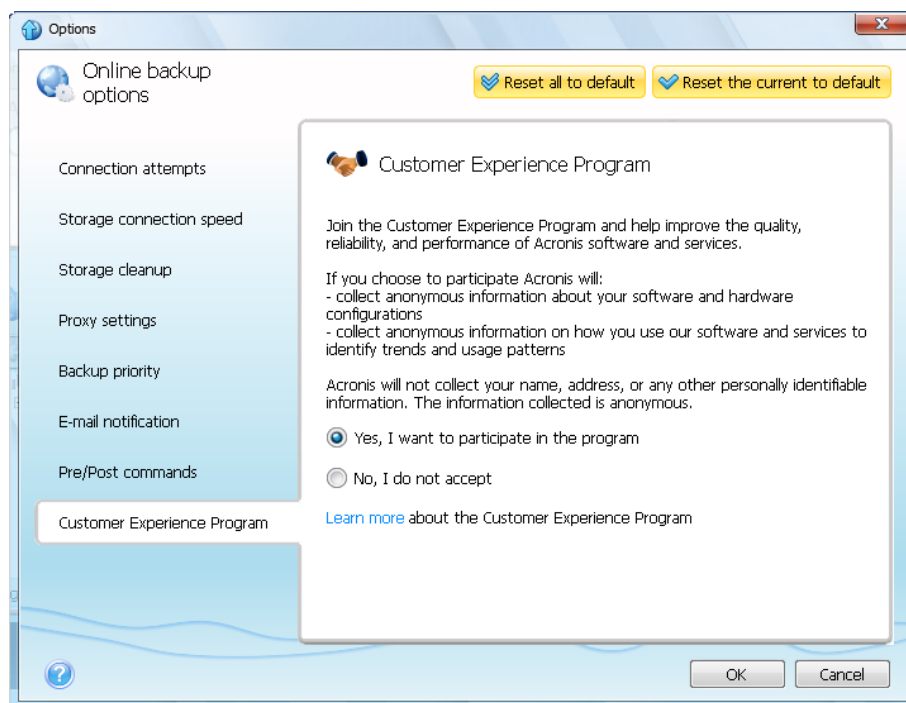 Options
Online backup
options
Reset all to default
Reset the current to default
Connection attempts
Storage connection speed
Storage cleanup
Proxy settings
Backup priority
E-mail notification
Pre/Post commands
Customer Experience Program
Customer Experience Program
Join the Customer Experience Program and help improve the quality,
reliability, and performance of Acronis software and services.
If you choose to participate Acronis will:
- collect anonymous information about your software and hardware
configurations
- collect anonymous information on how you use our software and services to
identify trends and usage patterns
Acronis will not collect your name, address, or any other personally identifiable
information. The information collected is anonymous.
Yes, I want to participate in the program
No, I do not accept
Learn more about the Customer Experience Program
OK
Cancel